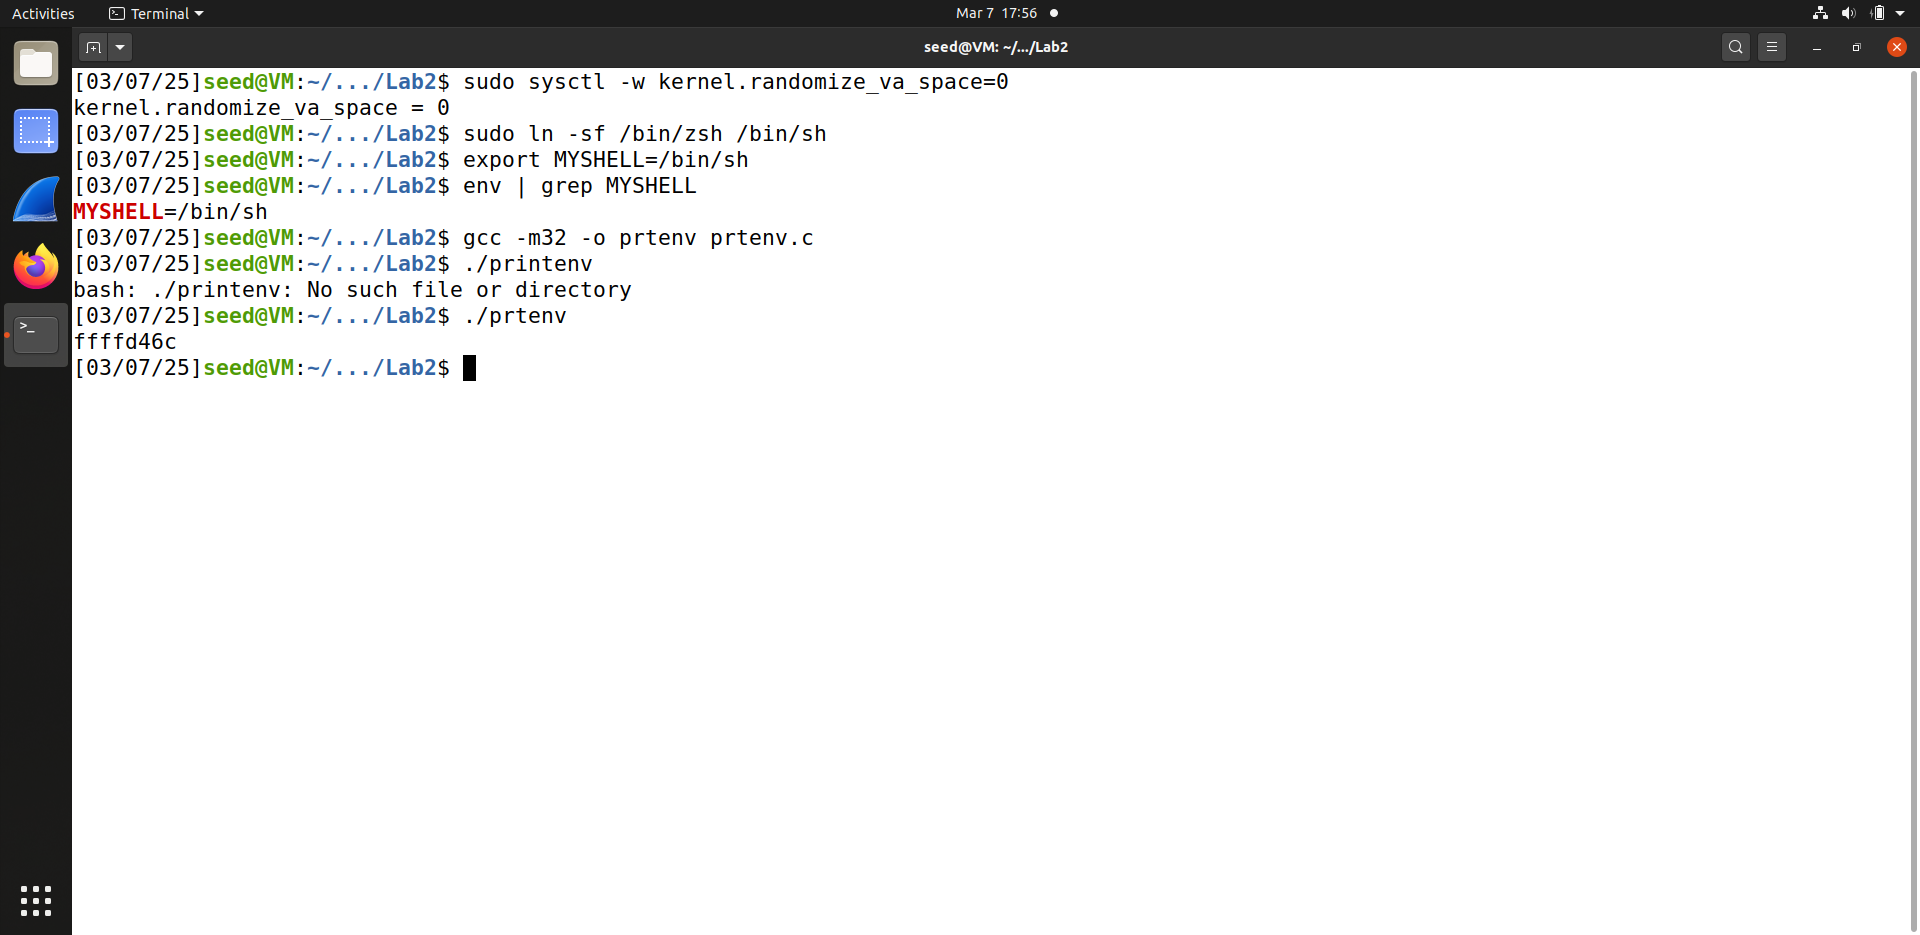 Activities
Terminal
Mar 7 17:56
seed@VM: ~/.../Lab2
[03/07/25]seed@VM:~/.../Lab2$ sudo sysctl -w kernel.randomize_va_space=0
kernel.randomize_va_space = 0
[03/07/25]seed@VM:~/.../Lab2$ sudo ln -sf /bin/zsh /bin/sh
[03/07/25]seed@VM:~/.../Lab2$ export MYSHELL=/bin/sh
[03/07/25]seed@VM:~/.../Lab2$ env | grep MYSHELL
MYSHELL=/bin/sh
[03/07/25]seed@VM:~/.../Lab2$ gcc -m32 -o prtenv prtenv.c
[03/07/25]seed@VM:~/.../Lab2$ ./printenv
bash: ./printenv: No such file or directory
[03/07/25]seed@VM:~/.../Lab2$ ./prtenv
ffffd46c
[03/07/25]seed@VM:~/.../Lab2$